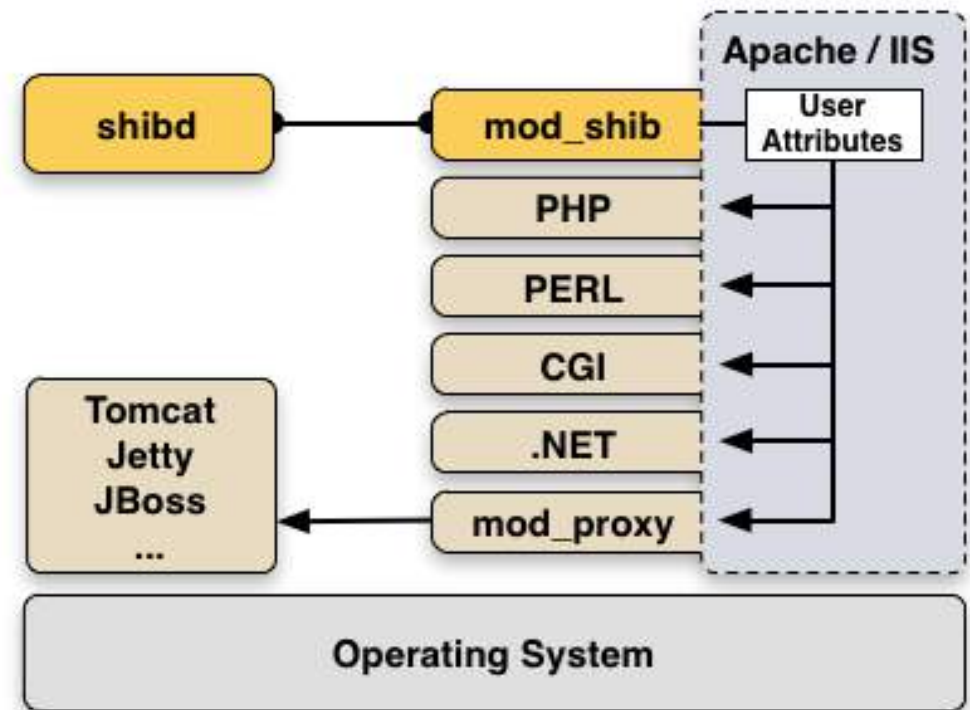 Apache / IIS
shibd
mod_shib
User
Attributes
PHP
PERL
CGI
.NET
mod_proxy
Tomcat
Jetty
JBoss
...
Operating System